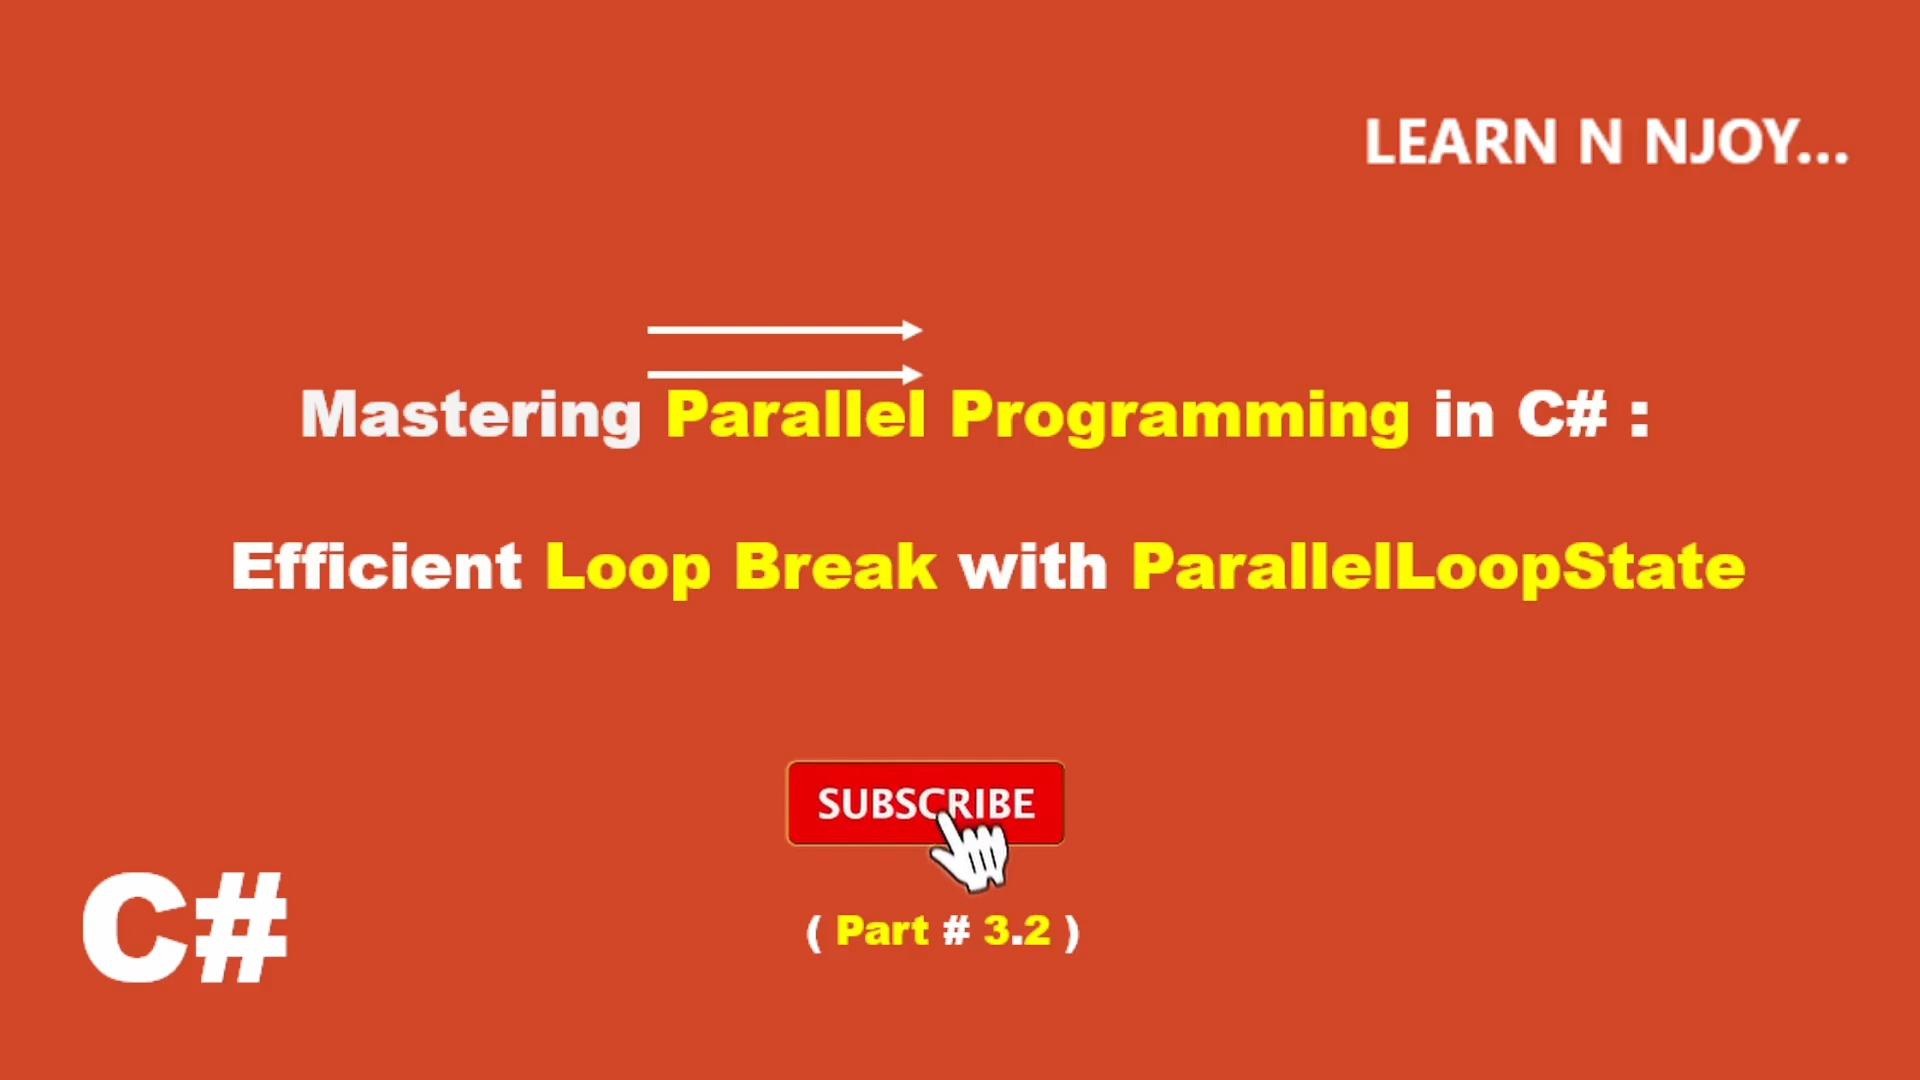 LEARN N NJOY...
Mastering Parallel Programming in C# :
Efficient Loop Break with ParallelLoopState
SUBSCRIBE
( Part # 3.2 )
C#